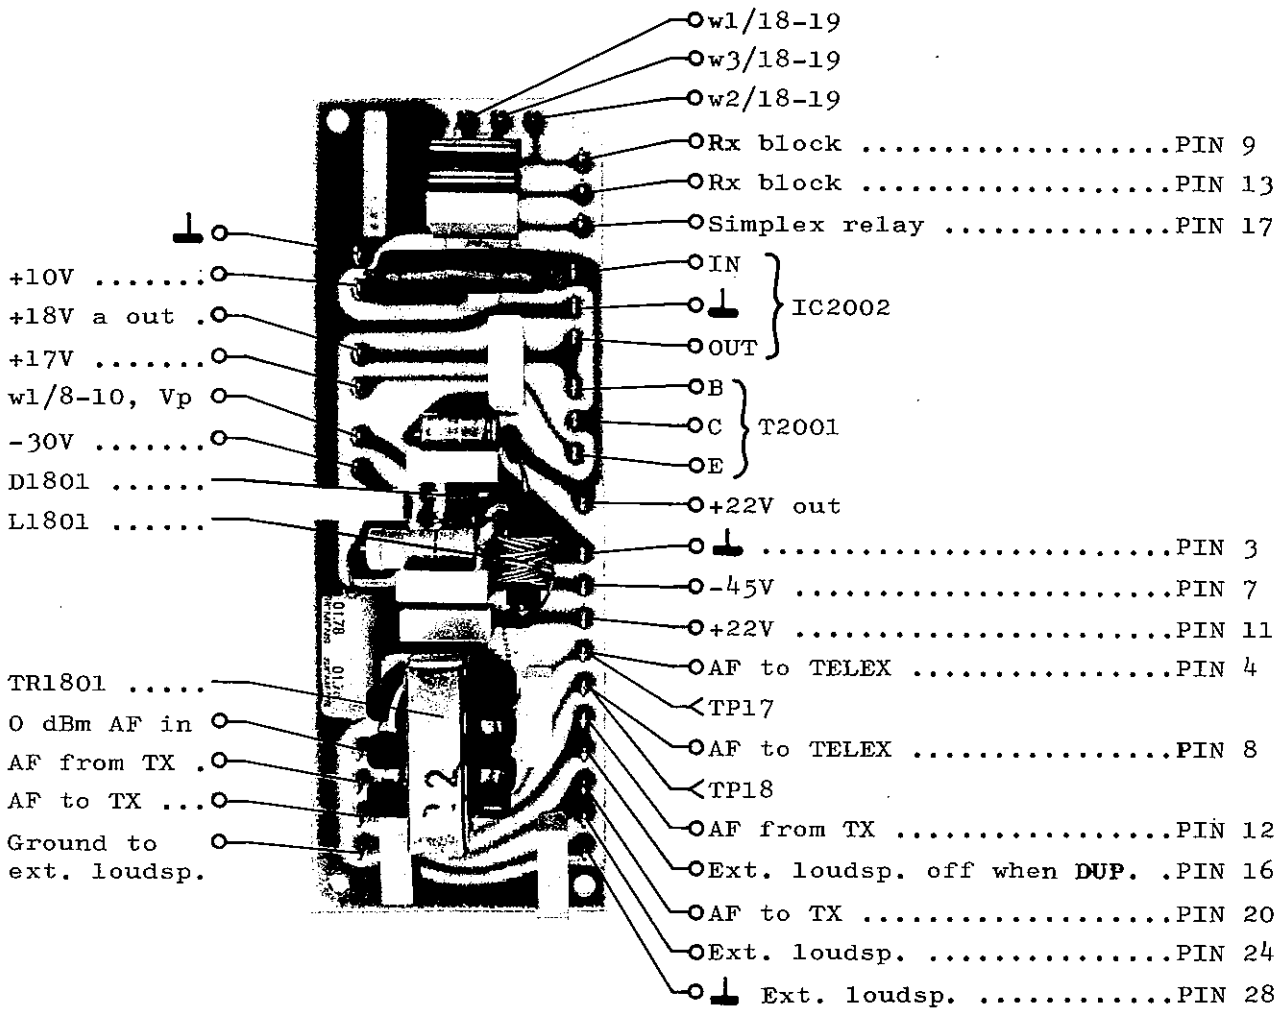 w1/18-19
w3/18-19
w2/18-19
Rx block ................... PIN 9
Rx block ................... PIN 13
Simplex relay .............. PIN 17
IN
OUT
IC2002
B
C
E
T2001
+22V out
........................... PIN 3
-45V ....................... PIN 7
+22V ....................... PIN 11
AF to TELEX ................ PIN 4
TP17
AF to TELEX ................ PIN 8
TP18
AF from TX ................. PIN 12
Ext. loudsp. off when DUP. . PIN 16
AF to TX ................... PIN 20
Ext. loudsp. ............... PIN 24
Ext. loudsp. ............ PIN 28
+10V .......
+18V a out .
+17V .......
w1/8-10, Vp
-30V .......
D1801 ......
L1801 ......
TR1801 .....
0 dBm AF in
AF from TX .
AF to TX ...
Ground to
ext. loudsp.
0178